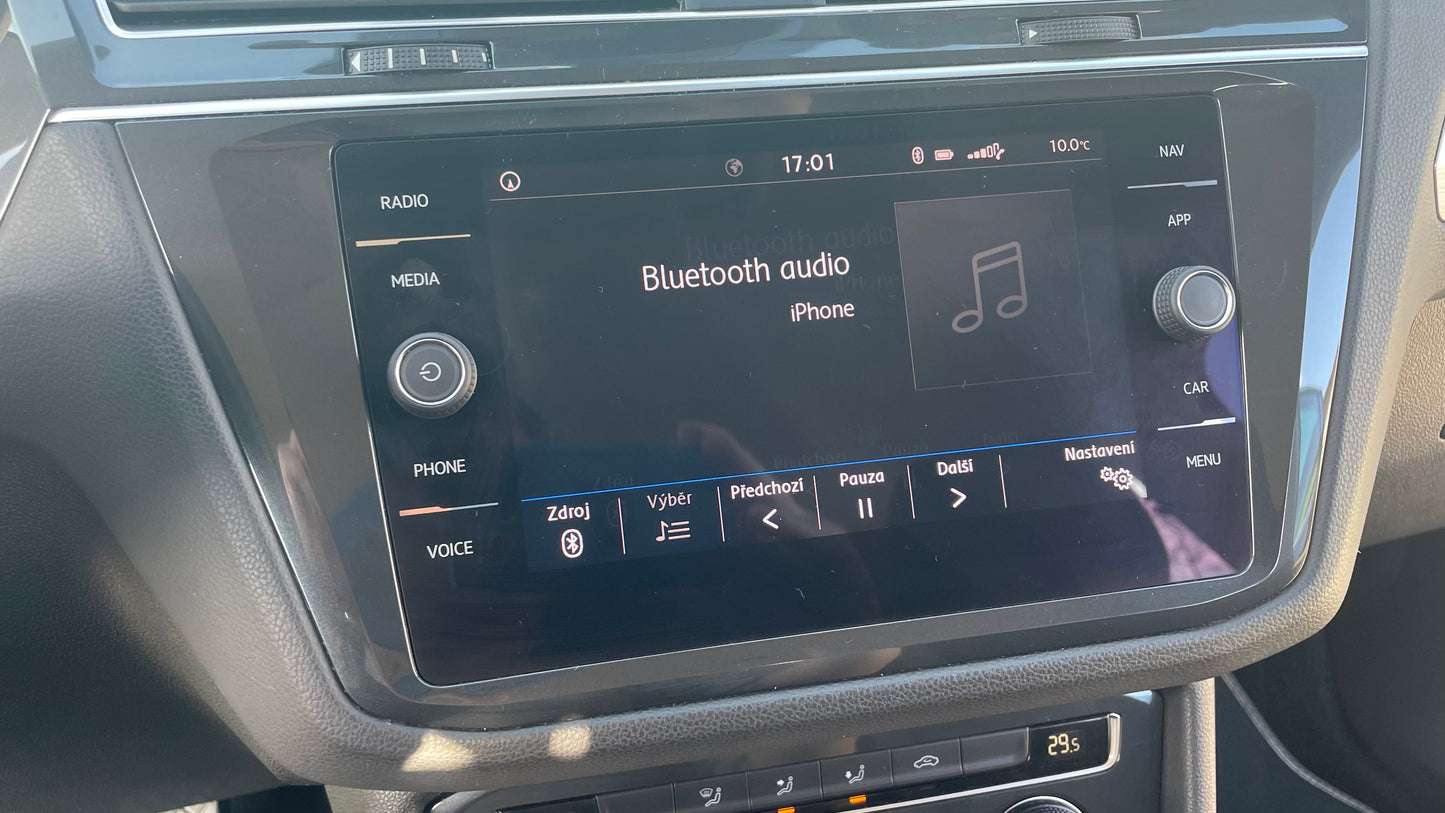 17:01
10.0°C
RADIO
MEDIA
PHONE
VOICE
Bluetooth audio
iPhone
Zdroj
Výběr
Předchozí
Pauza
Další
Nastavení
NAV
APP
CAR
MENU
29.5